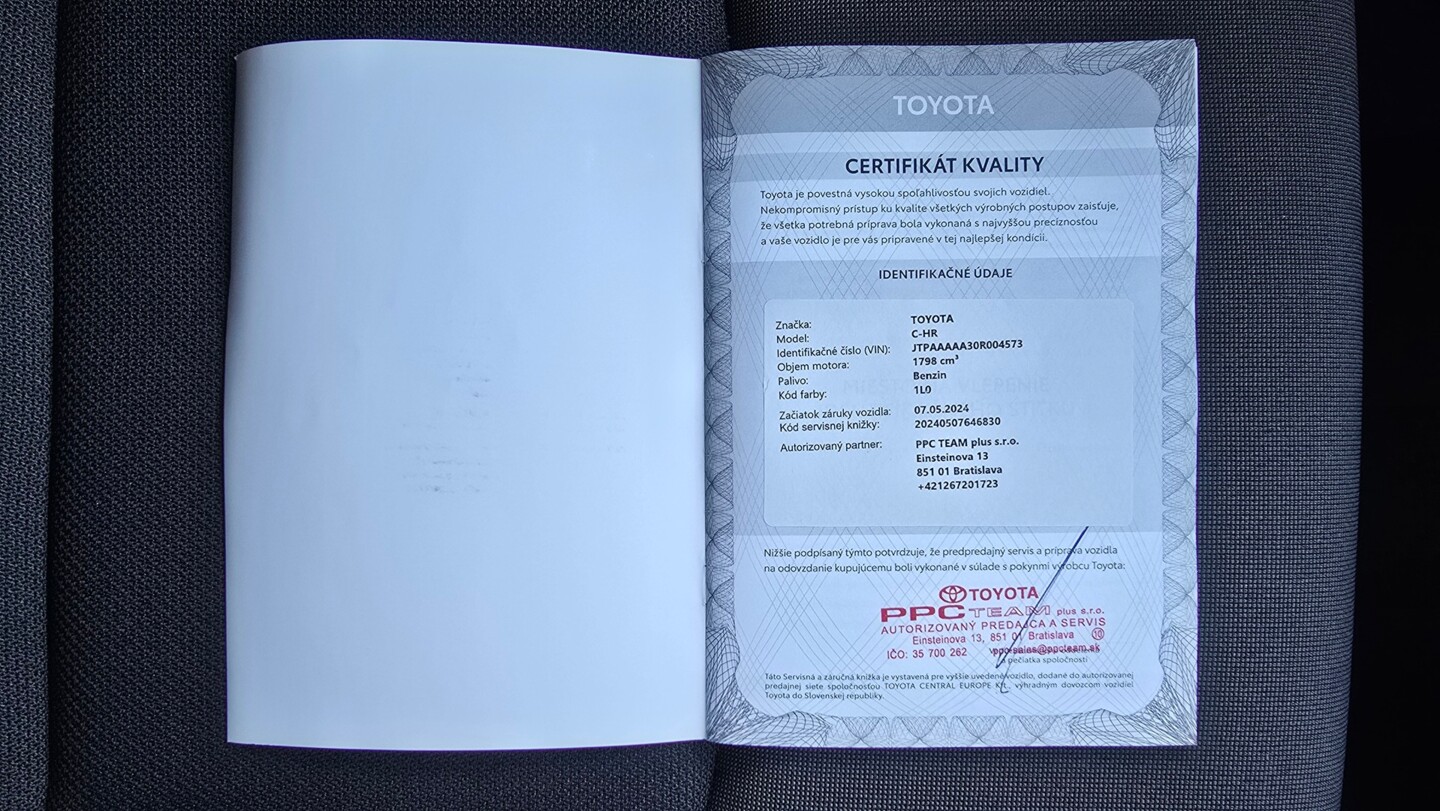 TOYOTA
CERTIFIKÁT KVALITY
Toyota je povestná vysokou spoľahlivosťou svojich vozidiel.
Nekompromisný prístup ku kvalite všetkých výrobných postupov zaisťuje,
že všetka potrebná príprava bola vykonaná s najvyššou precíznosťou
a vaše vozidlo je pre vás pripravené v tej najlepšej kondícii.
IDENTIFIKAČNÉ ÚDAJE
Značka: TOYOTA
Model: C-HR
Identifikačné číslo (VIN): JTPAAAAA30R004573
Objem motora: 1798 cm³
Palivo: Benzin
Kód farby: 1L0
Začiatok záruky vozidla: 07.05.2024
Kód servisnej knižky: 20240507646830
Autorizovaný partner: PPC TEAM plus s.r.o.
Einsteinova 13
851 01 Bratislava
+421267201723
Nižšie podpísaný týmto potvrdzuje, že predpredajný servis a príprava vozidla
na odovzdanie kupujúcemu boli vykonané v súlade s pokynmi výrobcu Toyota:
TOYOTA
PPC TEAM plus s.r.o.
AUTORIZOVANÝ PREDAJCA A SERVIS
Einsteinova 13, 851 01 Bratislava 10
IČO: 35 700 262 ppc-sales@ppcteam.sk
a pečiatka spoločnosti
Táto Servisná a záručná knižka je vystavená pre vyššie uvedené vozidlo, dodané do autorizovanej
predajnej siete spoločnosťou TOYOTA CENTRAL EUROPE Kft., výhradným dovozcom vozidiel
Toyota do Slovenskej republiky.